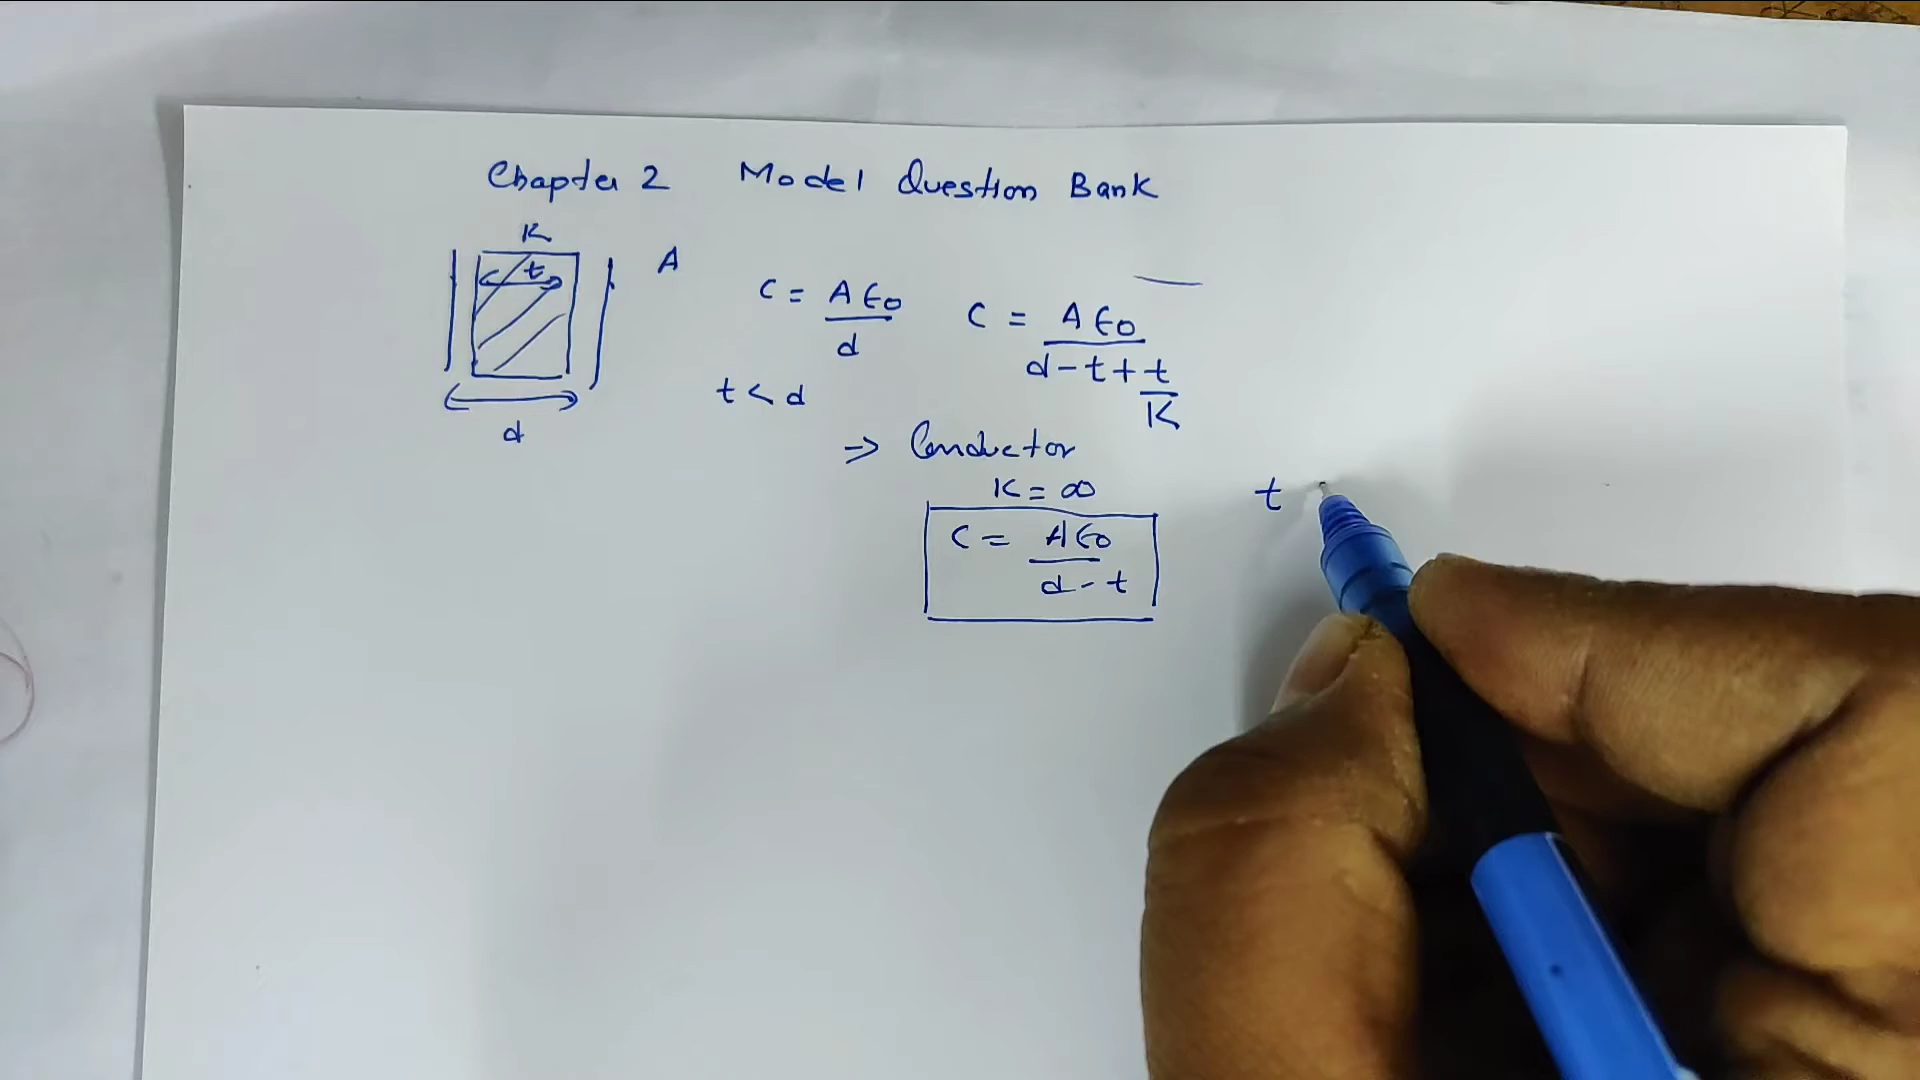 Chapter 2 Model Question Bank
K
t
A
d
C = Aϵ0/d
t < d
C = Aϵ0/(d - t + t/K)
⇒ Conductor
K = ∞
C = Aϵ0/(d - t)
t